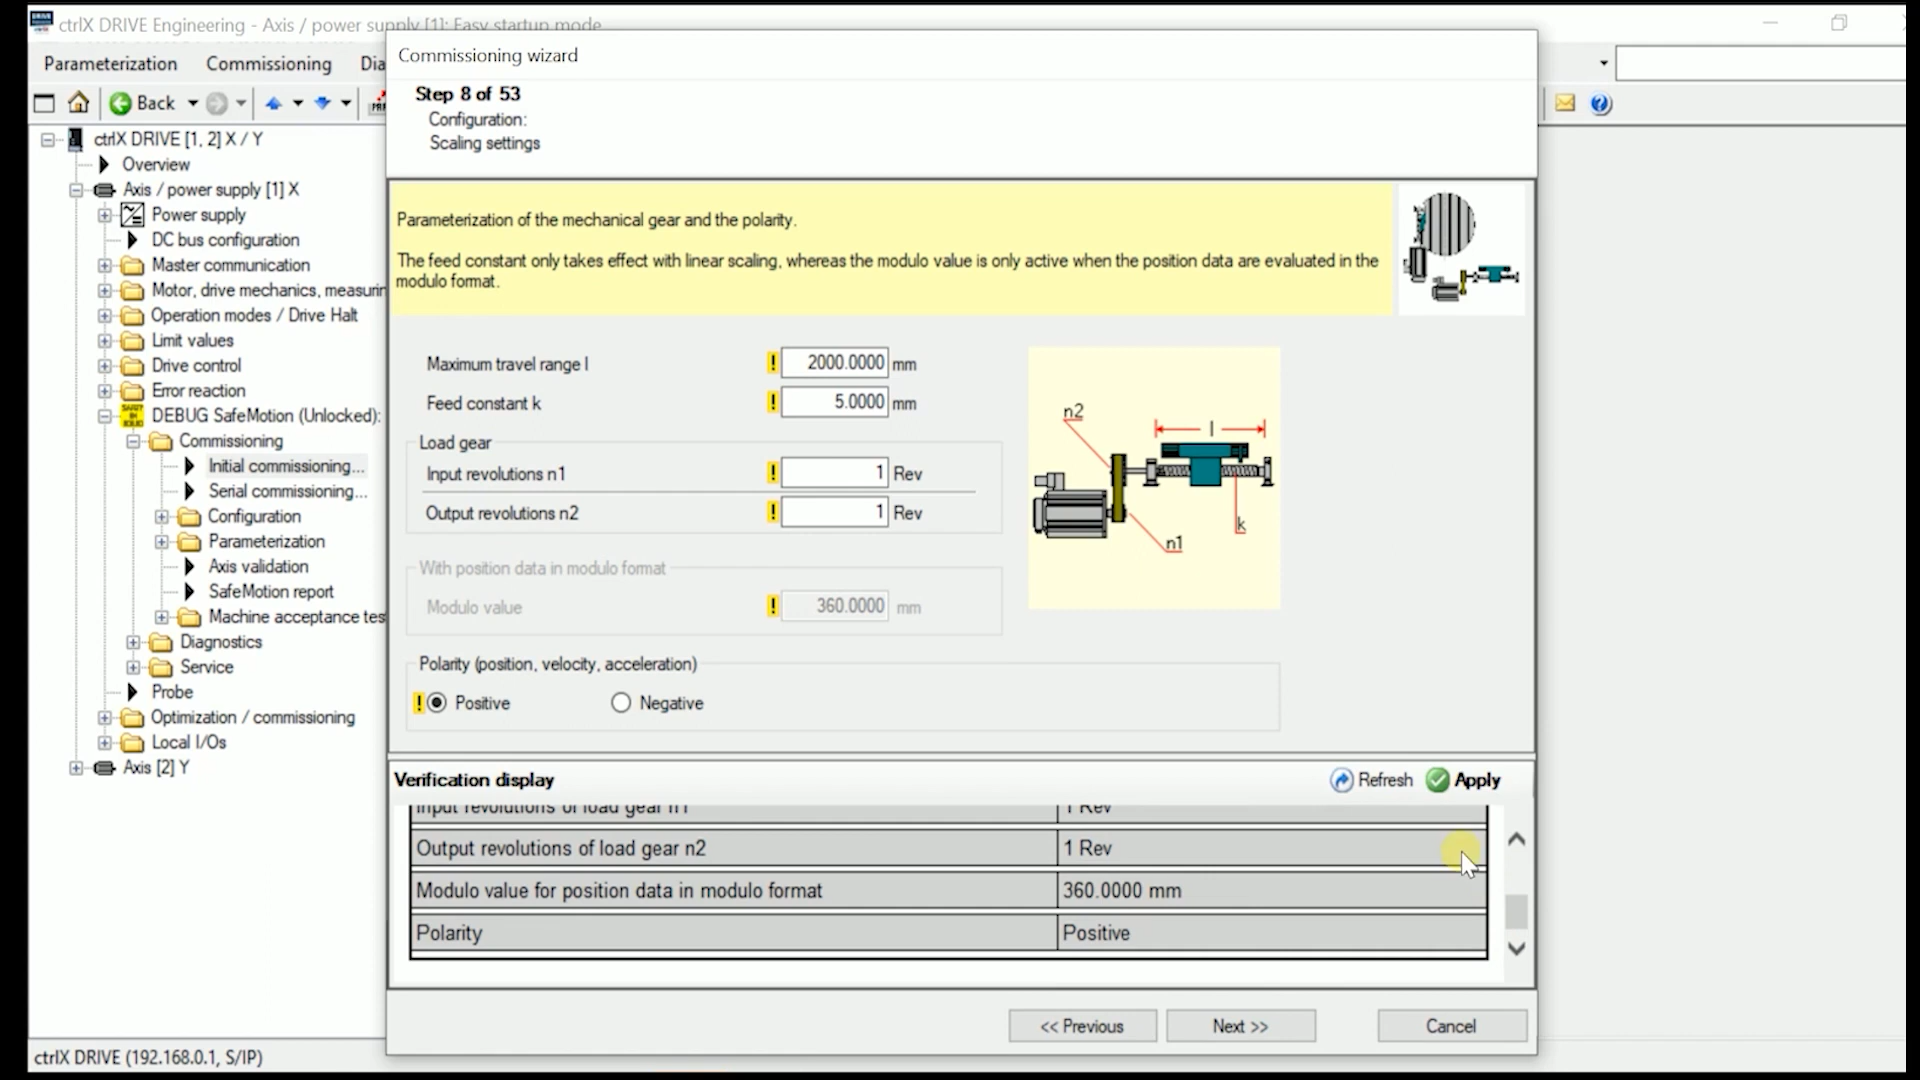 ctrlX DRIVE Engineering - Axis / power supply [1]: Easy startup mode
Parameterization
Commissioning
Dia
Back
ctrlX DRIVE [1, 2] X / Y
Overview
Axis / power supply [1] X
Power supply
DC bus configuration
Master communication
Motor, drive mechanics, measurin
Operation modes / Drive Halt
Limit values
Drive control
Error reaction
DEBUG SafeMotion (Unlocked):
Commissioning
Initial commissioning...
Serial commissioning...
Configuration
Parameterization
Axis validation
SafeMotion report
Machine acceptance tes
Diagnostics
Service
Probe
Optimization / commissioning
Local I/Os
Axis [2] Y
ctrlX DRIVE (192.168.0.1, S/IP)
Commissioning wizard
Step 8 of 53
Configuration:
Scaling settings
Parameterization of the mechanical gear and the polarity.
The feed constant only takes effect with linear scaling, whereas the modulo value is only active when the position data are evaluated in the
modulo format.
Maximum travel range l ! 2000.0000 mm
Feed constant k ! 5.0000 mm
Load gear
Input revolutions n1 ! 1 Rev
Output revolutions n2 ! 1 Rev
With position data in modulo format
Modulo value ! 360.0000 mm
Polarity (position, velocity, acceleration)
! Positive Negative
n2
l
k
n1
Verification display
Refresh
Apply
Input revolutions of load gear n1 1 Rev
Output revolutions of load gear n2 1 Rev
Modulo value for position data in modulo format 360.0000 mm
Polarity Positive
<< Previous
Next >>
Cancel